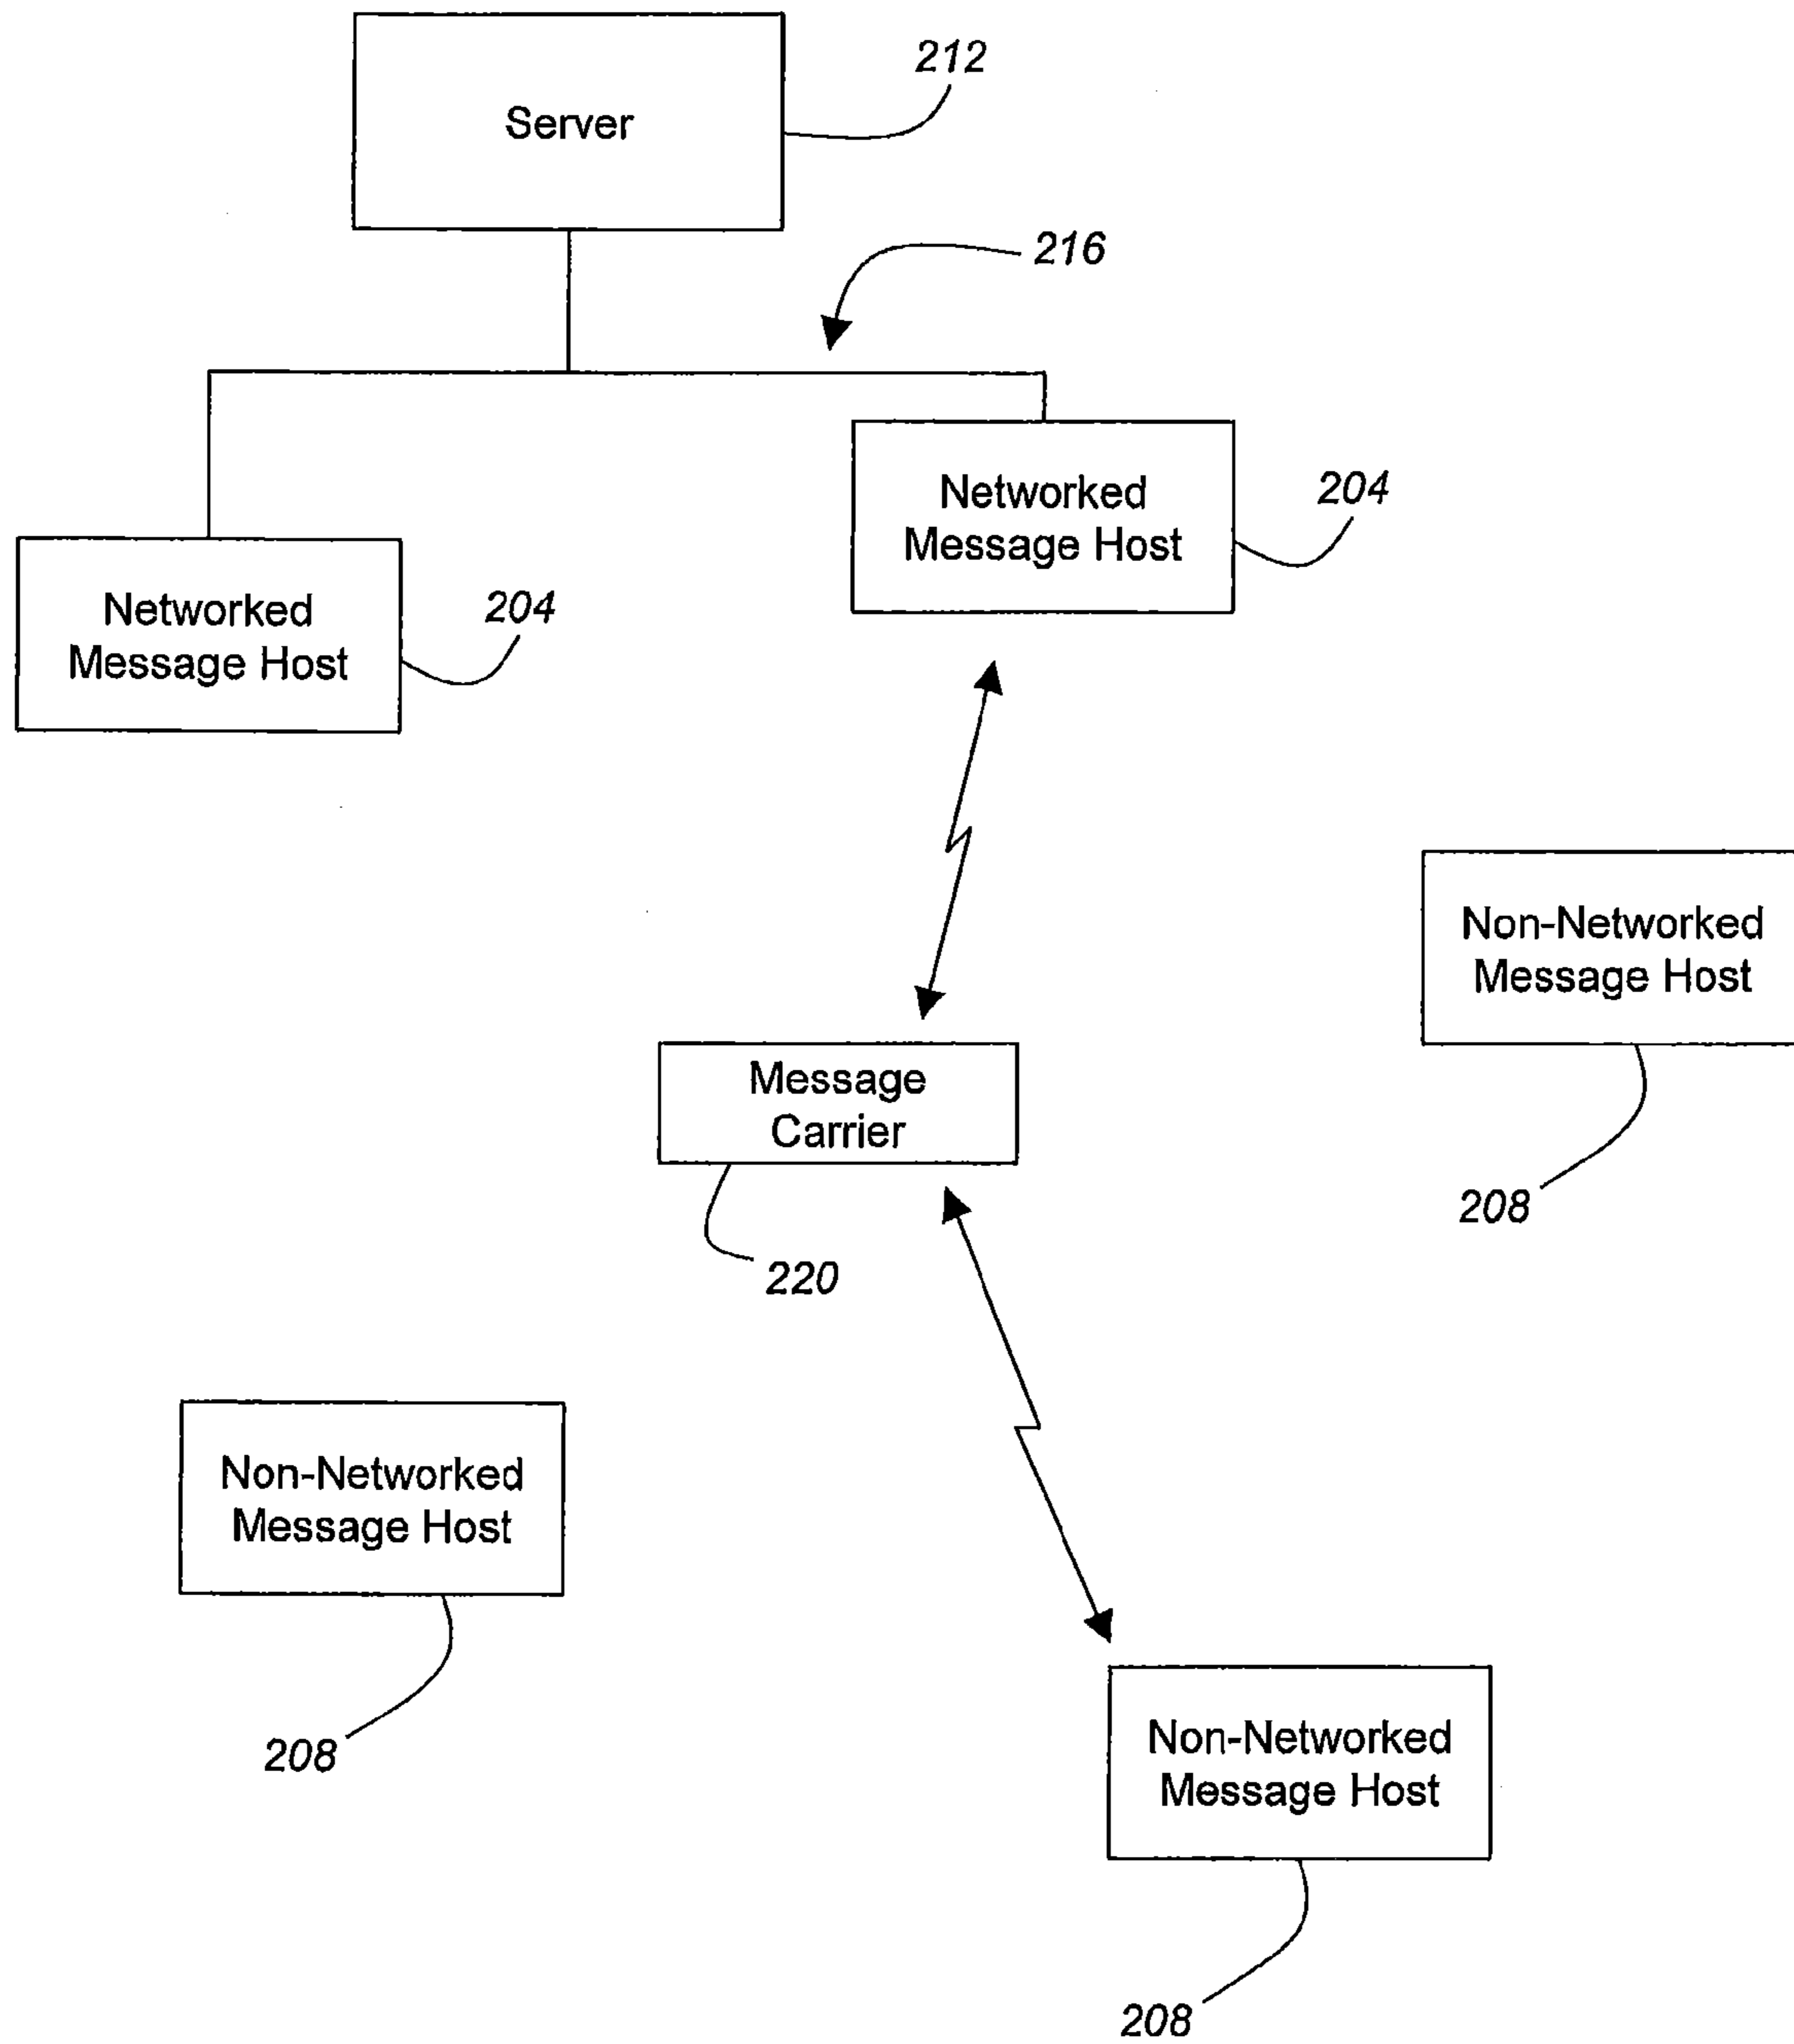 Server
212
216
Networked
Message Host
204
Networked
Message Host
204
Non-Networked
Message Host
208
Message
Carrier
220
Non-Networked
Message Host
208
Non-Networked
Message Host
208